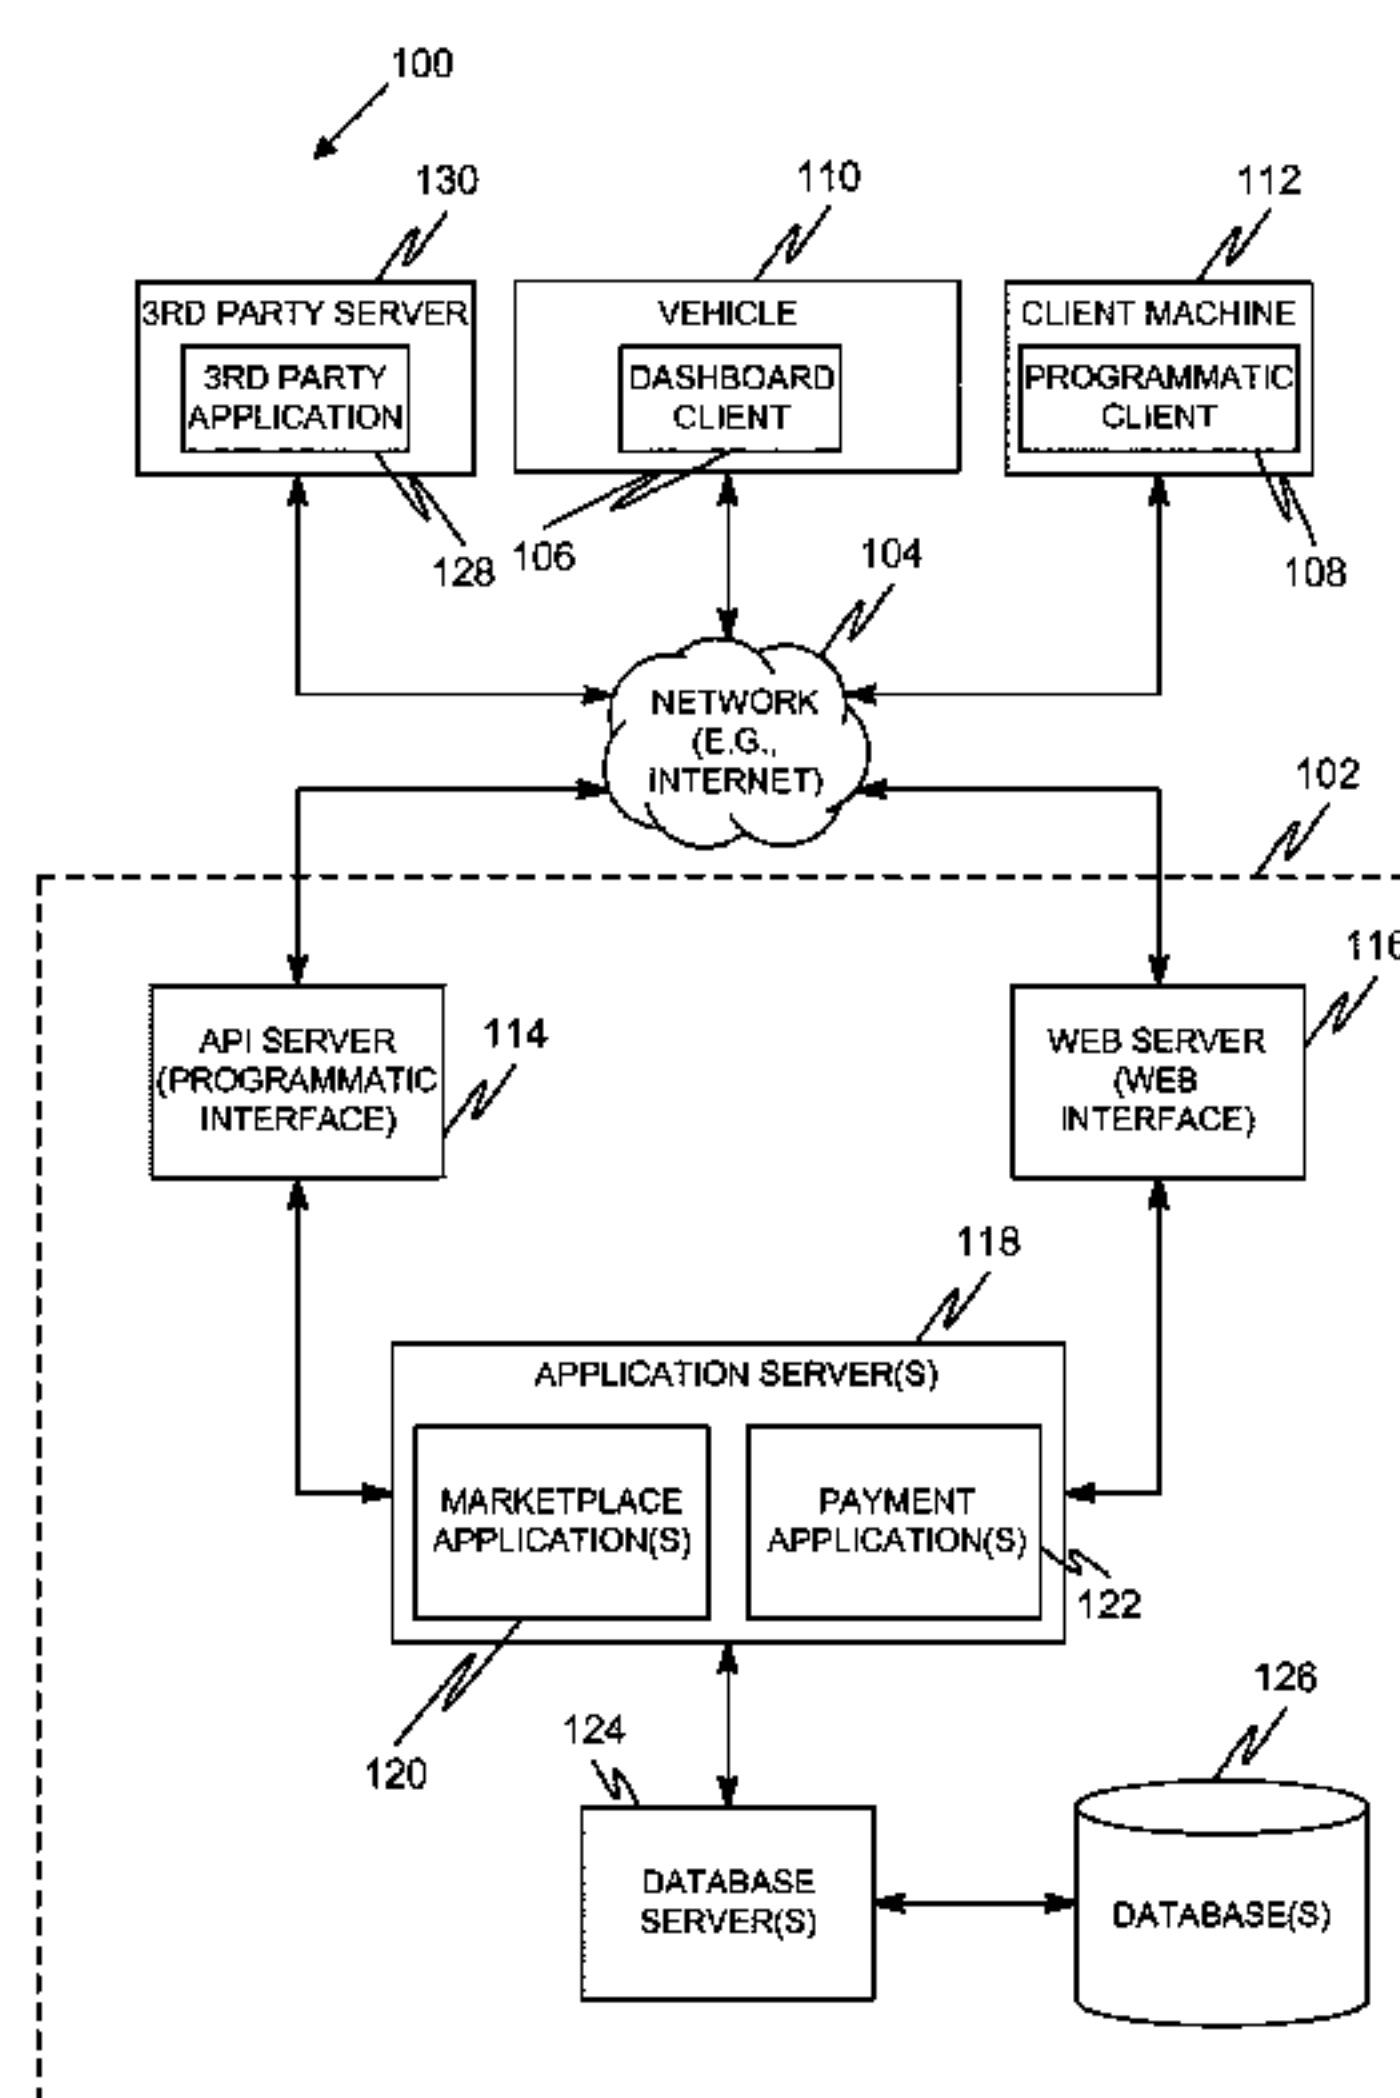 100
130
110
112
3RD PARTY SERVER
3RD PARTY
APPLICATION
VEHICLE
DASHBOARD
CLIENT
CLIENT MACHINE
PROGRAMMATIC
CLIENT
128
106
104
108
NETWORK
(E.G.,
INTERNET)
102
116
API SERVER
(PROGRAMMATIC
INTERFACE)
114
WEB SERVER
(WEB
INTERFACE)
118
APPLICATION SERVER(S)
MARKETPLACE
APPLICATION(S)
PAYMENT
APPLICATION(S)
122
120
124
126
DATABASE
SERVER(S)
DATABASE(S)